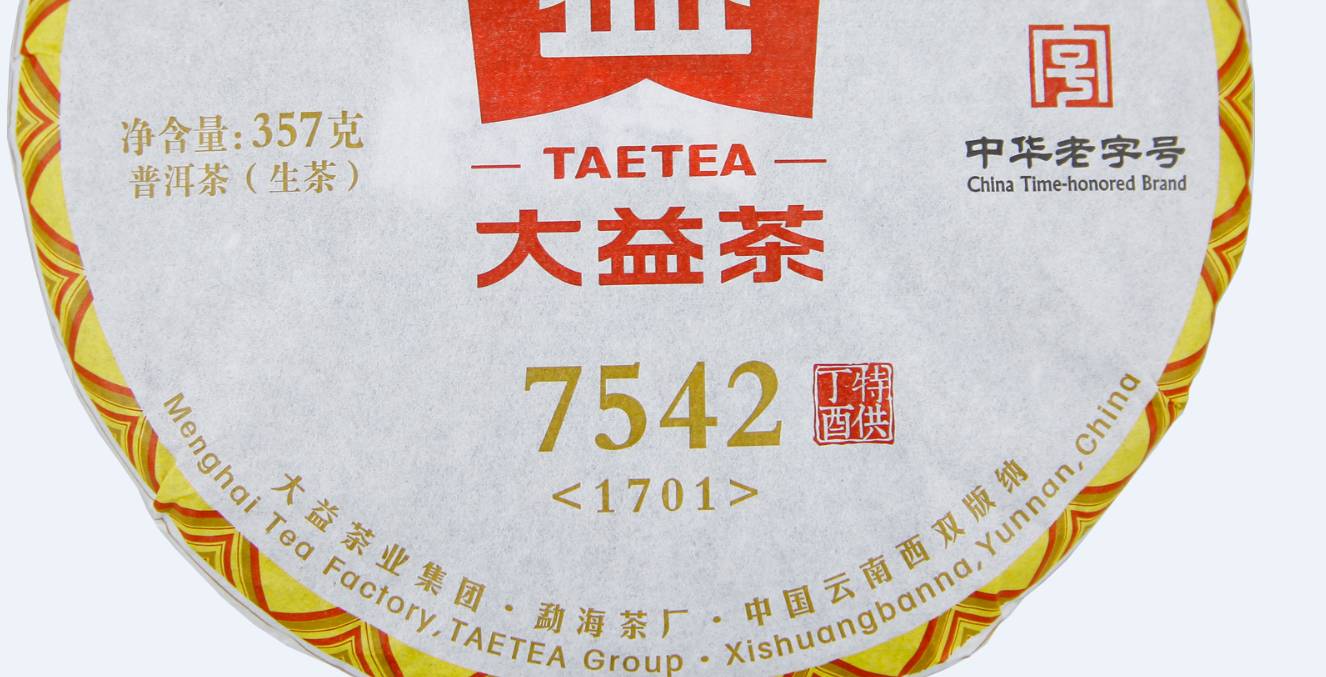 益
净含量:357克
普洱茶(生茶)
TAETEA
大益茶
中华老字号
China Time-honored Brand
7542
丁酉
特供
<1701>
大益茶业集团·勐海茶厂·中国云南西双版纳
Menghai Tea Factory,TAETEA Group·Xishuangbanna,Yunnan,China